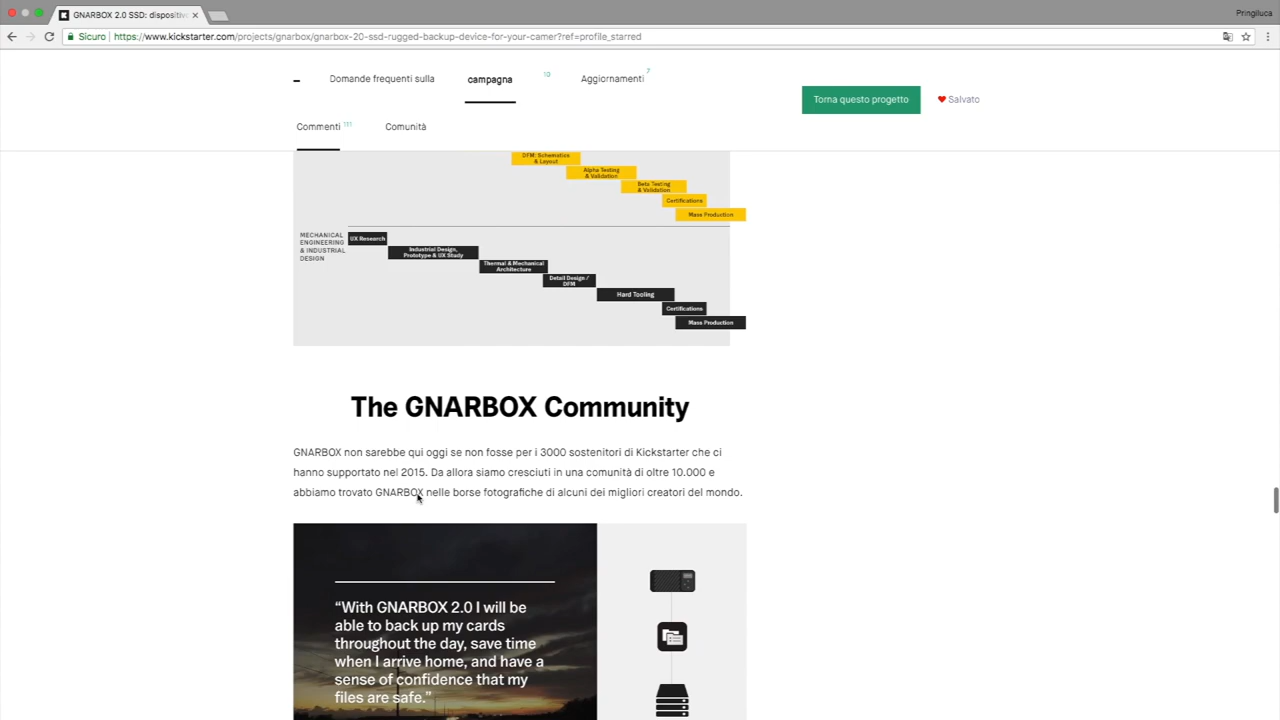 GNARBOX 2.0 SSD: dispositivo
Pringiluca
Sicuro https://www.kickstarter.com/projects/gnarbox/gnarbox-20-ssd-rugged-backup-device-for-your-camer?ref=profile_starred
Domande frequenti sulla campagna 10 Aggiornamenti 7
Torna questo progetto Salvato
Commenti 131 Comunità
DFM: Schematics
& Layout
Alpha Testing
& Validation
Beta Testing
& Validation
Certifications
Mass Production
MECHANICAL
ENGINEERING
& INDUSTRIAL
DESIGN
UX Research
Industrial Design,
Prototype & UX Study
Thermal & Mechanical
Architecture
Detail Design /
DFM
Hard Tooling
Certifications
Mass Production
The GNARBOX Community
GNARBOX non sarebbe qui oggi se non fosse per i 3000 sostenitori di Kickstarter che ci
hanno supportato nel 2015. Da allora siamo cresciuti in una comunità di oltre 10.000 e
abbiamo trovato GNARBOX nelle borse fotografiche di alcuni dei migliori creatori del mondo.
“With GNARBOX 2.0 I will be
able to back up my cards
throughout the day, save time
when I arrive home, and have a
sense of confidence that my
files are safe.”